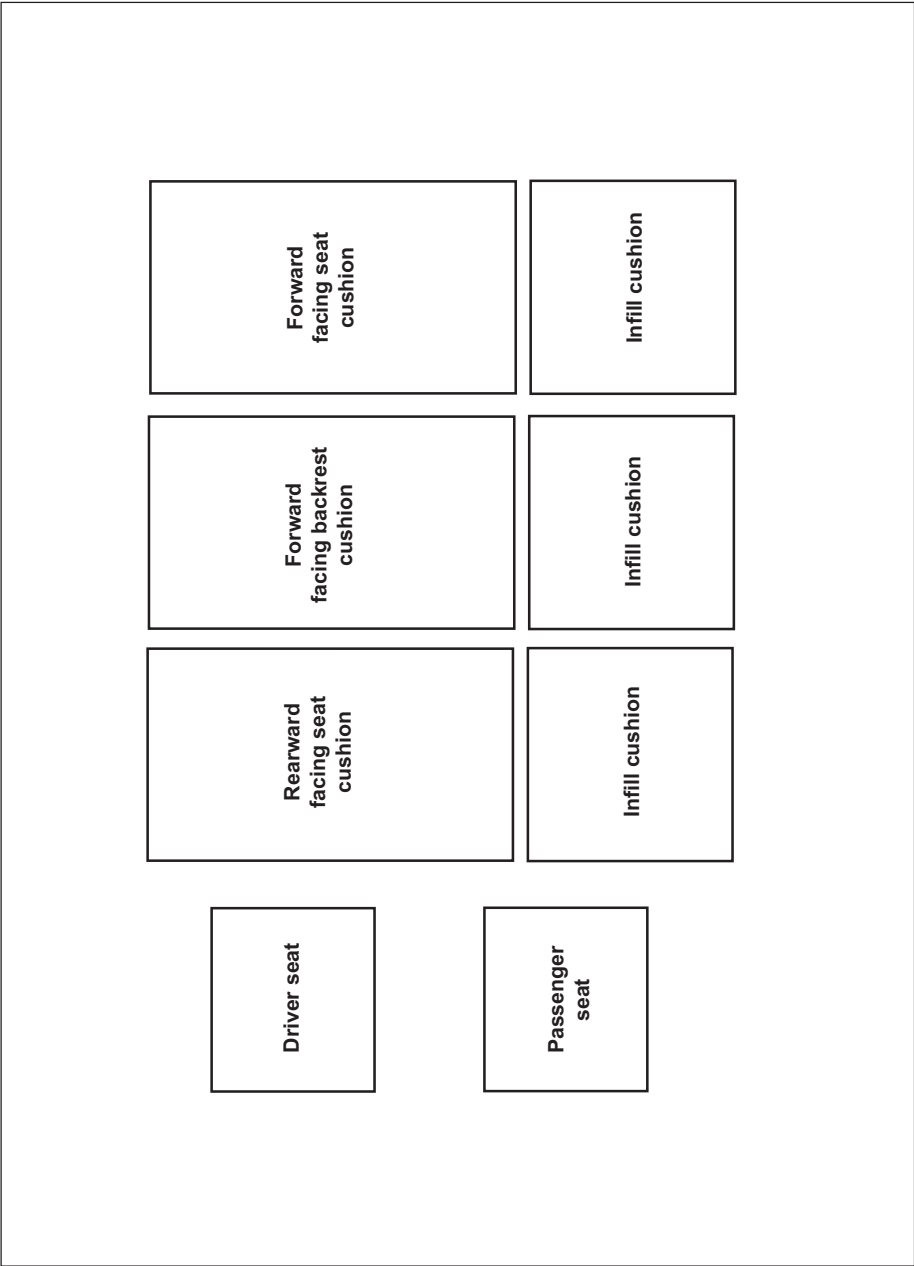 Driver seat
Rearward
facing seat
cushion
Forward
facing backrest
cushion
Forward
facing seat
cushion
Passenger
seat
Infill cushion
Infill cushion
Infill cushion